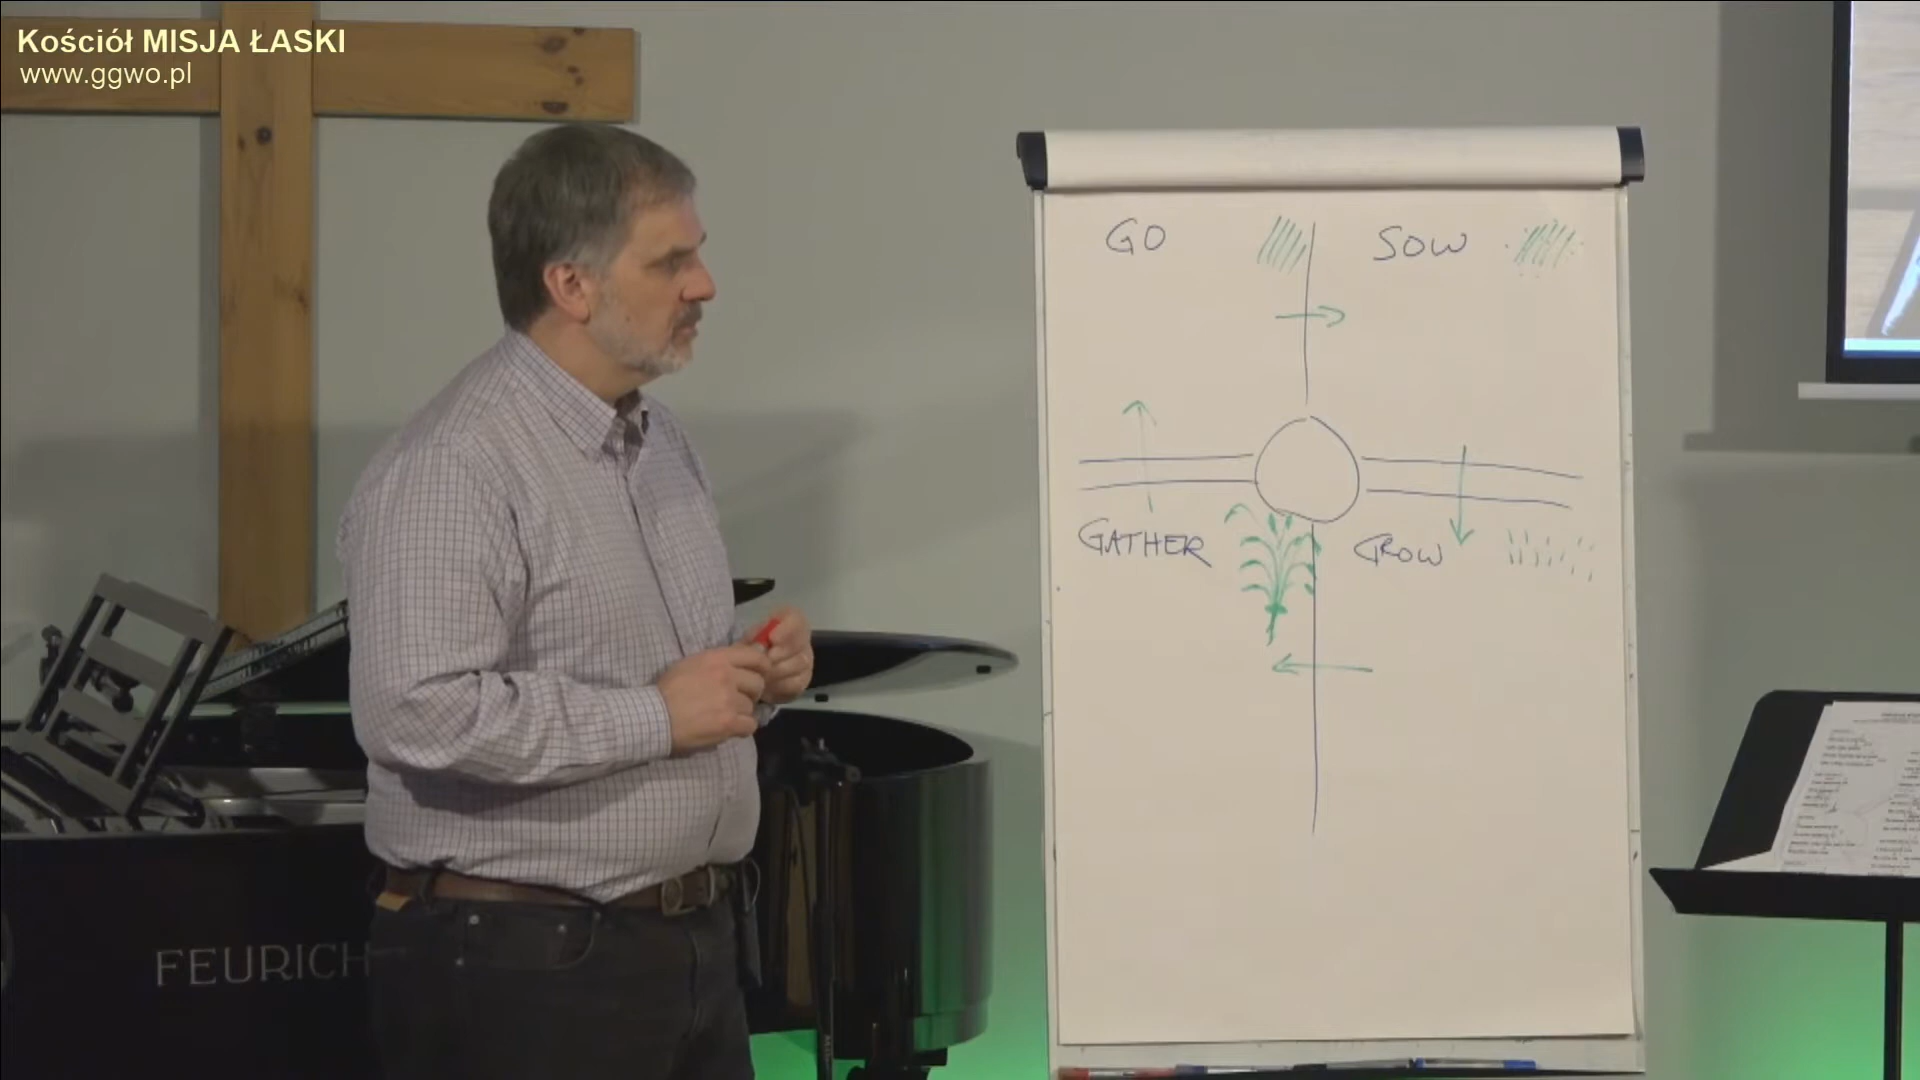 Kościół MISJA ŁASKI
www.ggwo.pl
GO SOW
GATHER GROW
FEURICH